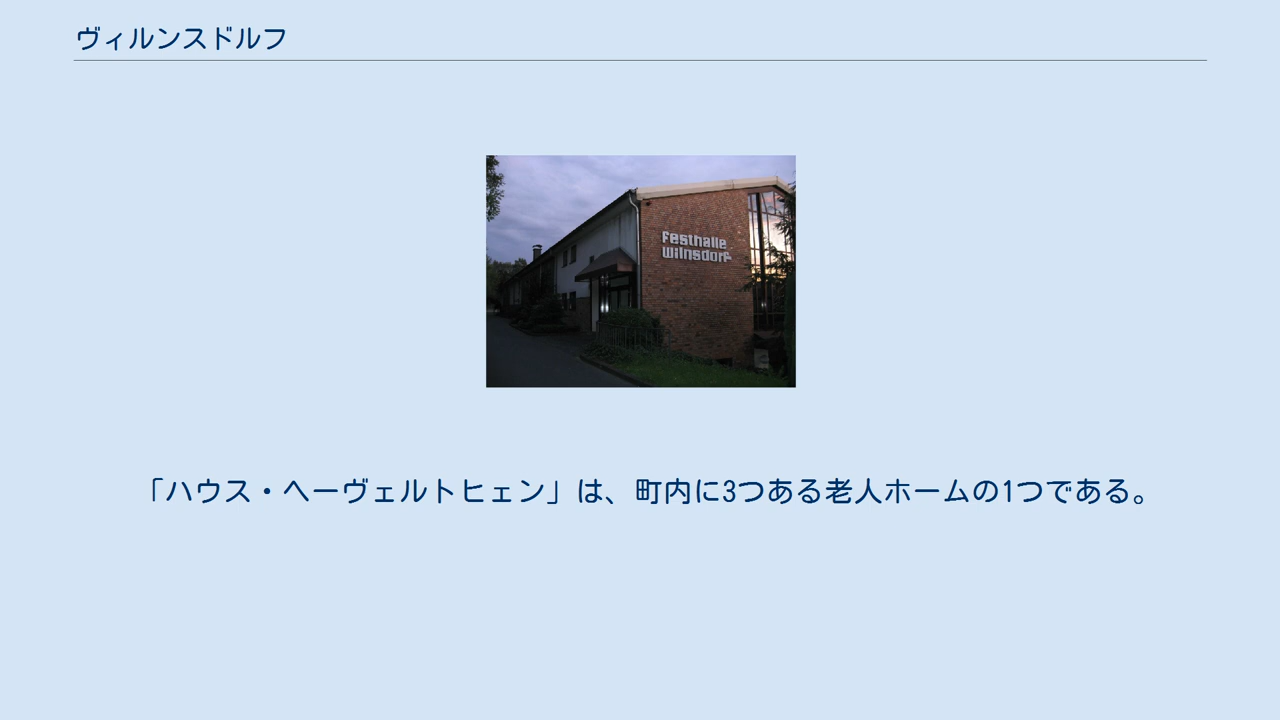 ヴィルンスドルフ
Festhalle
Wilnsdorf
「ハウス・ヘーヴェルトヒェン」は、町内に3つある老人ホームの1つである。